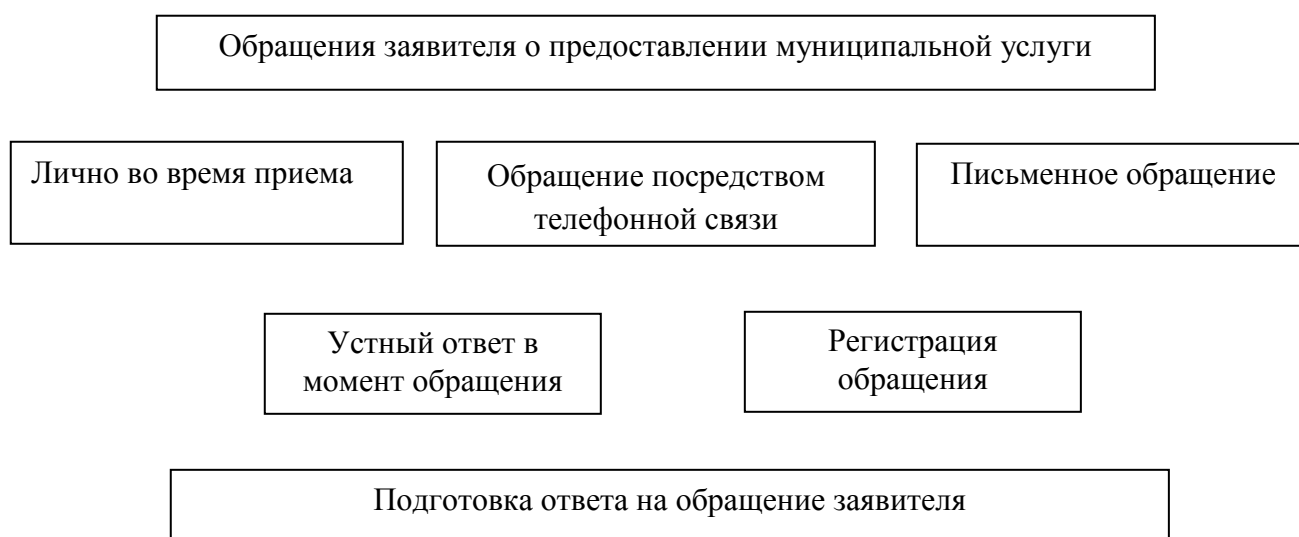 Обращения заявителя о предоставлении муниципальной услуги
Лично во время приема
Обращение посредством
телефонной связи
Письменное обращение
Устный ответ в
момент обращения
Регистрация
обращения
Подготовка ответа на обращение заявителя